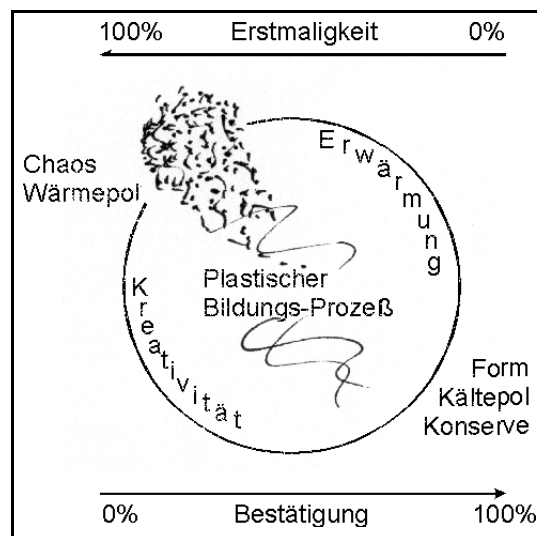 100% Erstmaligkeit 0%
Erwärmung
Chaos
Wärmepol
Plastischer
Bildungs-Prozeß
Kreativität
Form
Kältepol
Konserve
0% Bestätigung 100%